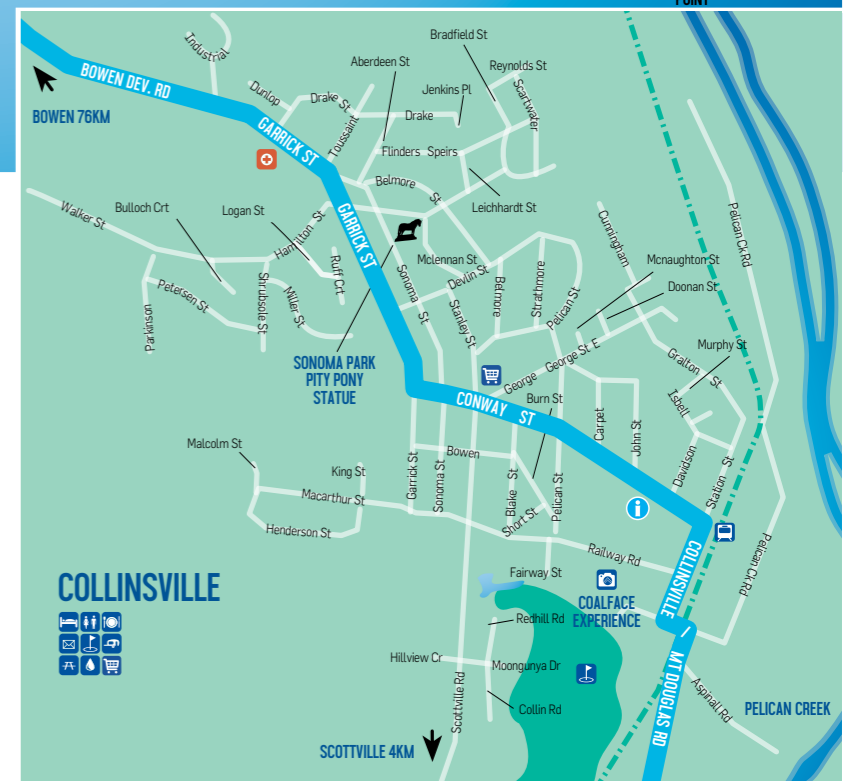 POINT
Industrial
Bradfield St
Aberdeen St
Reynolds St
BOWEN DEV. RD
Dunlop
Drake St
Jenkins Pl
Scartwater
BOWEN 76KM
Drake
GARRICK ST
Toussaint
Flinders Speirs
Belmore St
Leichhardt St
Walker St
Bulloch Crt
Logan St
Hamilton St
GARRICK ST
Cunningham
Pelican Ck Rd
Mclennan St
Devlin St
Mcnaughton St
Ruff Crt
Sonoma St
Belmore
Strathmore
Doonan St
Petersen St
Shrubsole St
Miller St
Stanley St
Pelican St
Parkinson
Murphy St
George St E
Gralton St
SONOMA PARK
PITY PONY
STATUE
George
Isbell
CONWAY ST
Burn St
Carpet
John St
Malcolm St
Bowen
King St
Garrick St
Sonoma St
Davidson
Station St
Macarthur St
Blake St
Pelican St
Short St
Henderson St
Railway Rd
COLLINSVILLE /
Pelican Ck Rd
COLLINSVILLE
Fairway St
COALFACE
EXPERIENCE
Redhill Rd
Hillview Cr
Moongunya Dr
MT DOUGLAS RD
Scottville Rd
Collin Rd
Aspinall Rd
PELICAN CREEK
SCOTTVILLE 4KM